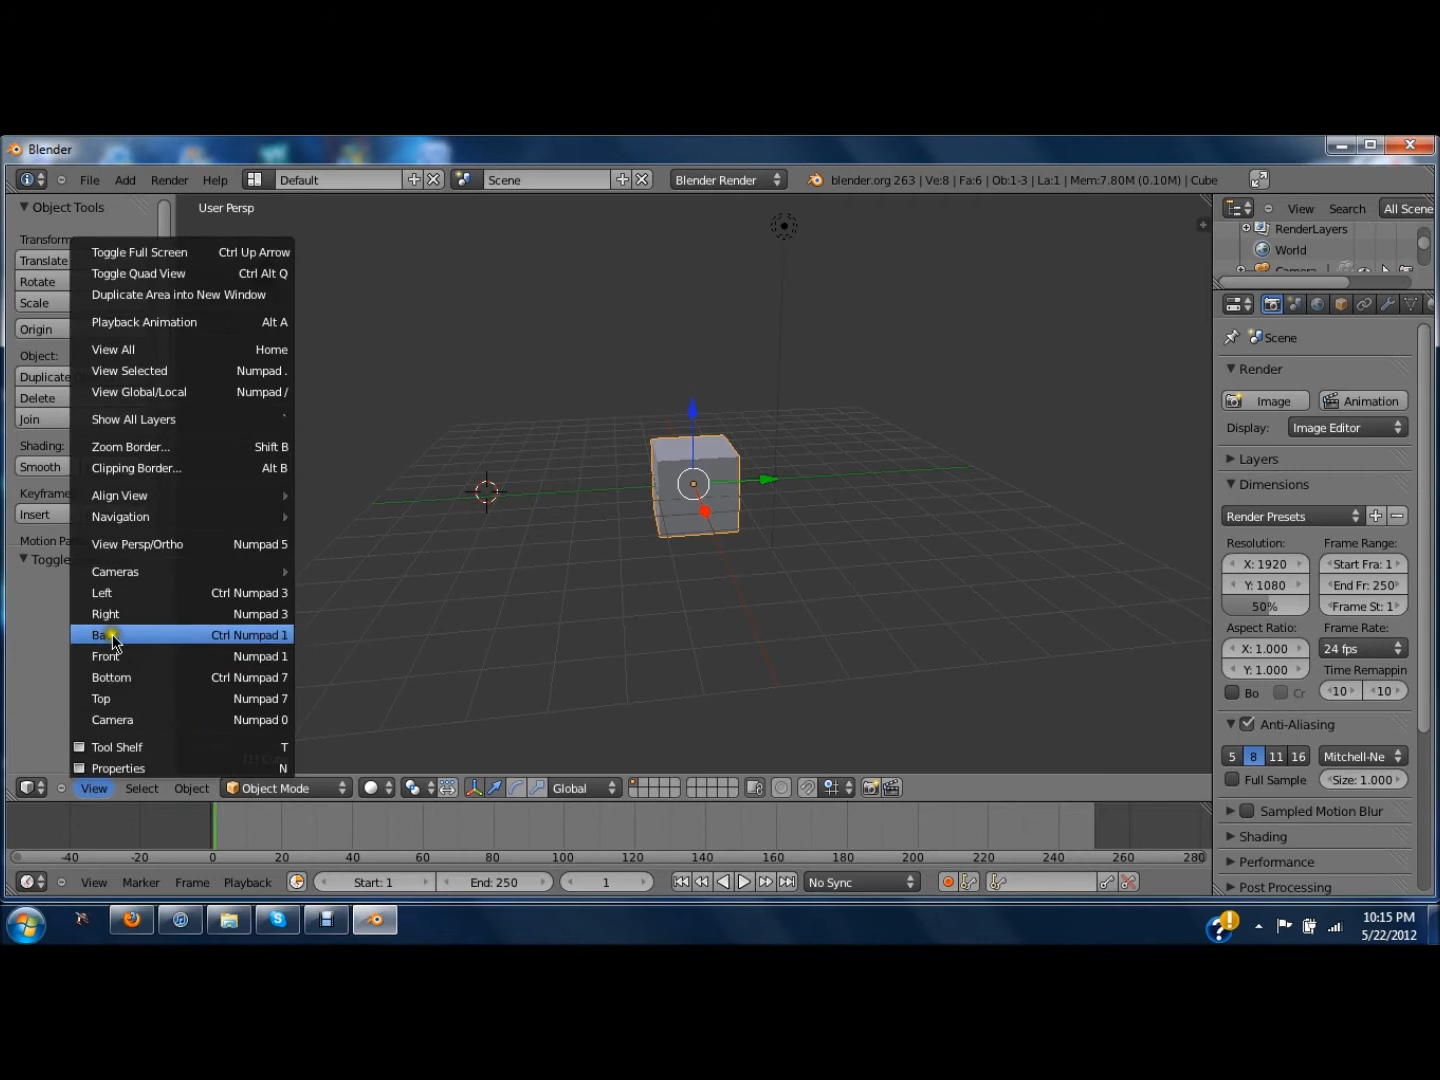 Blender
File Add Render Help Default Scene Blender Render blender.org 263 | Ve:8 | Fa:6 | Ob:1-3 | La:1 | Mem:7.80M (0.10M) | Cube
Object Tools
User Persp
View Search All Scene
RenderLayers
World
Camera
Transform
Translate
Rotate
Scale
Origin
Object:
Duplicate
Delete
Join
Shading:
Smooth
Keyframe
Insert
Motion Pa
Toggle
Toggle Full Screen Ctrl Up Arrow
Toggle Quad View Ctrl Alt Q
Duplicate Area into New Window
Playback Animation Alt A
View All Home
View Selected Numpad .
View Global/Local Numpad /
Show All Layers `
Zoom Border... Shift B
Clipping Border... Alt B
Align View
Navigation
View Persp/Ortho Numpad 5
Cameras
Left Ctrl Numpad 3
Right Numpad 3
Ba Ctrl Numpad 1
Front Numpad 1
Bottom Ctrl Numpad 7
Top Numpad 7
Camera Numpad 0
Tool Shelf T
Properties N
Scene
Render
Image Animation
Display: Image Editor
Layers
Dimensions
Render Presets
Resolution: Frame Range:
X: 1920 Start Fra: 1
Y: 1080 End Fr: 250
50% Frame St: 1
Aspect Ratio: Frame Rate:
X: 1.000 24 fps
Y: 1.000 Time Remappin
Bo Cr 10 10
Anti-Aliasing
5 8 11 16 Mitchell-Ne
Full Sample Size: 1.000
Sampled Motion Blur
Shading
Performance
Post Processing
View Select Object Object Mode Global
-40 -20 0 20 40 60 80 100 120 140 160 180 200 220 240 260 280
View Marker Frame Playback Start: 1 End: 250 1 No Sync
10:15 PM
5/22/2012